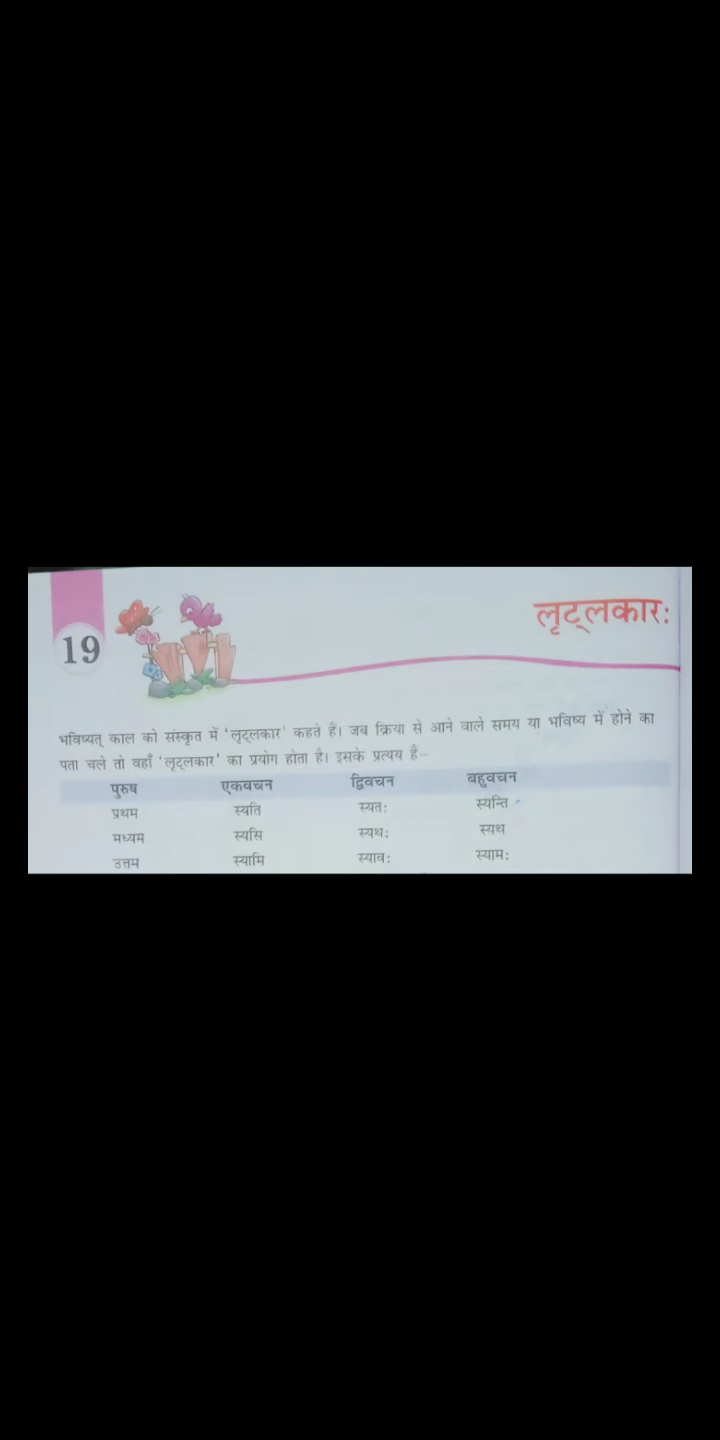 लृट्लकारः
19
भविष्यत् काल को संस्कृत में 'लृट्लकार' कहते हैं। जब क्रिया से आने वाले समय या भविष्य में होने का
पता चले तो वहाँ 'लृट्लकार' का प्रयोग होता है। इसके प्रत्यय हैं–
पुरुष एकवचन द्विवचन बहुवचन
प्रथम स्यति स्यतः स्यन्ति
मध्यम स्यसि स्यथः स्यथ
उत्तम स्यामि स्यावः स्यामः